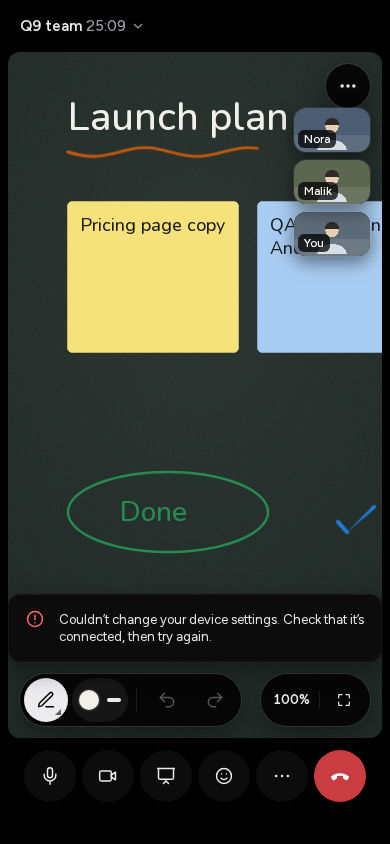 Q9 team 25:09
Launch plan
Nora
Malik
You
Pricing page copy
QA
Done
Couldn't change your device settings. Check that it's
connected, then try again.
100%